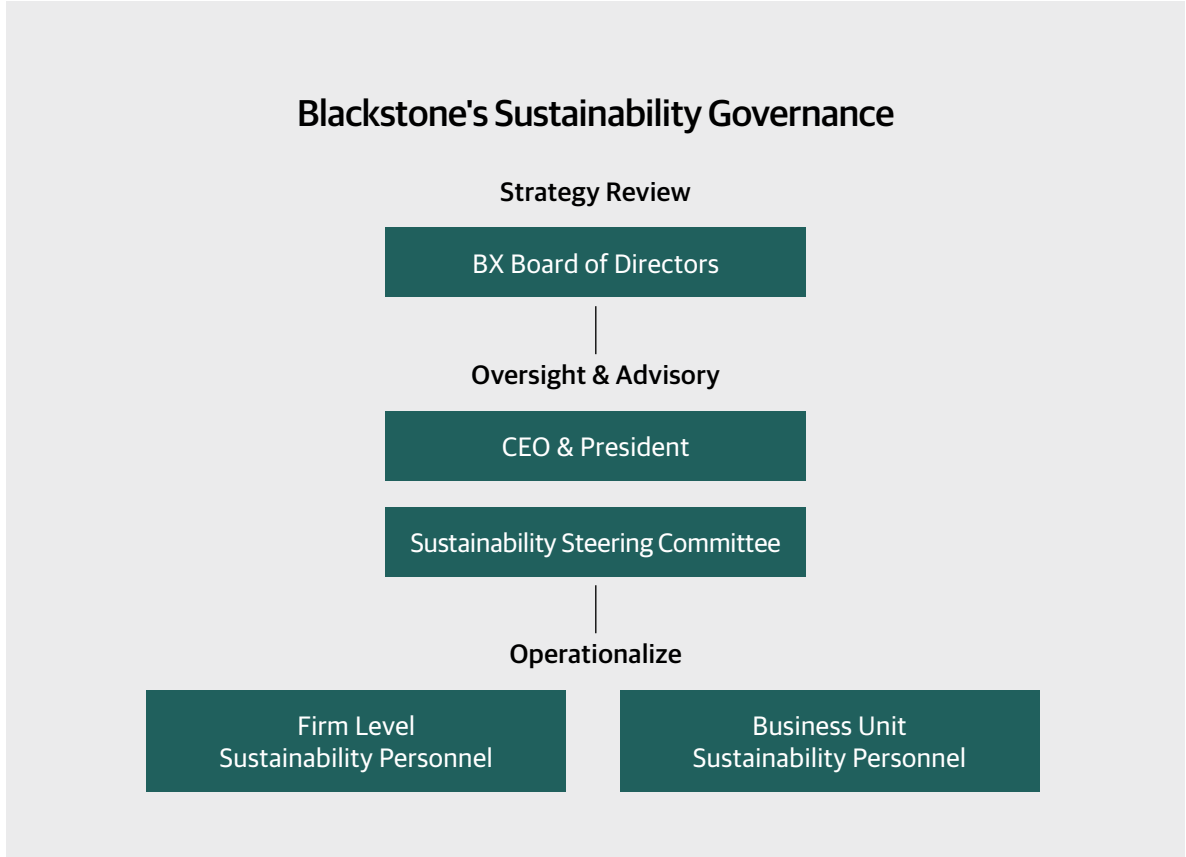 Blackstone's Sustainability Governance
Strategy Review
BX Board of Directors
Oversight & Advisory
CEO & President
Sustainability Steering Committee
Operationalize
Firm Level
Sustainability Personnel
Business Unit
Sustainability Personnel